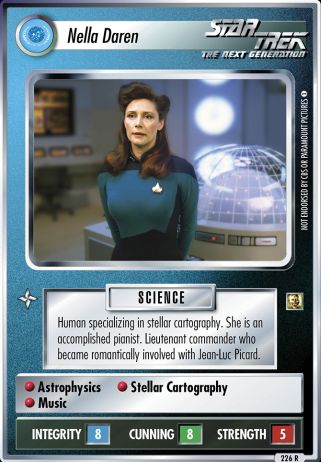 Nella Daren
STAR TREK
THE NEXT GENERATION
NOT ENDORSED BY CBS OR PARAMOUNT PICTURES
SCIENCE
Human specializing in stellar cartography. She is an
accomplished pianist. Lieutenant commander who
became romantically involved with Jean-Luc Picard.
Astrophysics
Stellar Cartography
Music
INTEGRITY 8 CUNNING 8 STRENGTH 5
226 R